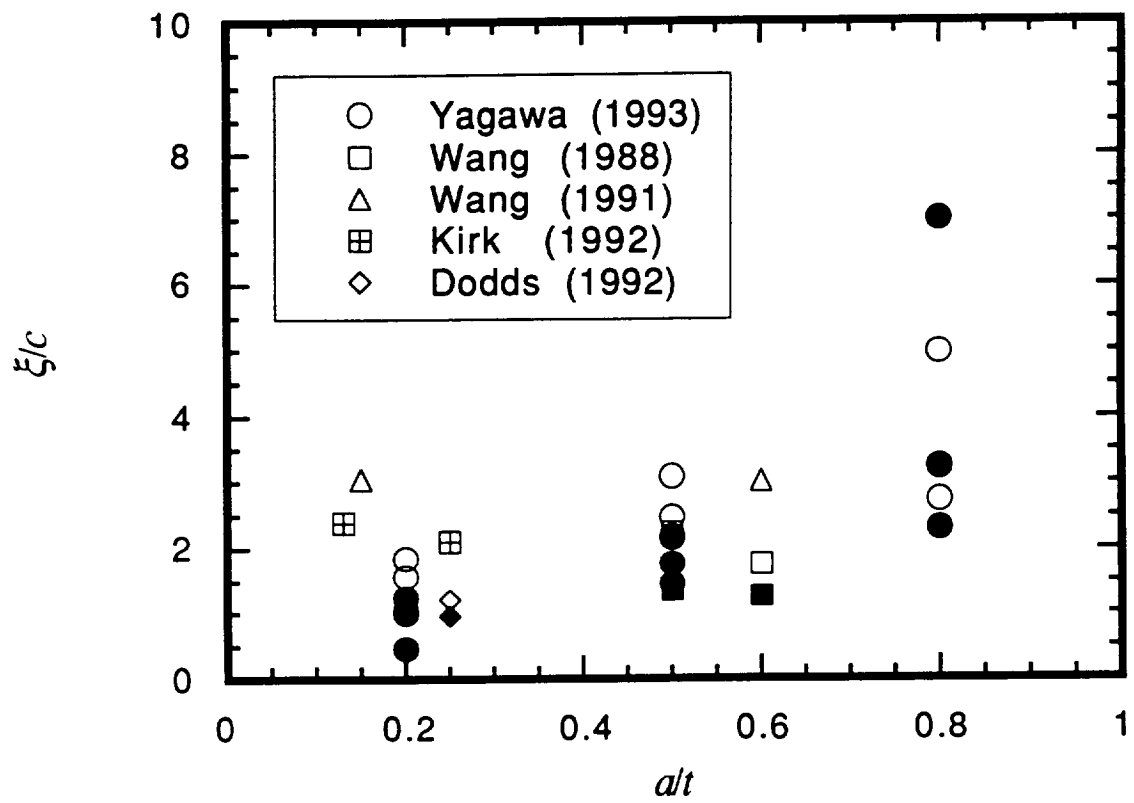 10
8
6
4
2
0
ξ/c
Yagawa (1993)
Wang (1988)
Wang (1991)
Kirk (1992)
Dodds (1992)
0 0.2 0.4 0.6 0.8 1
a/t